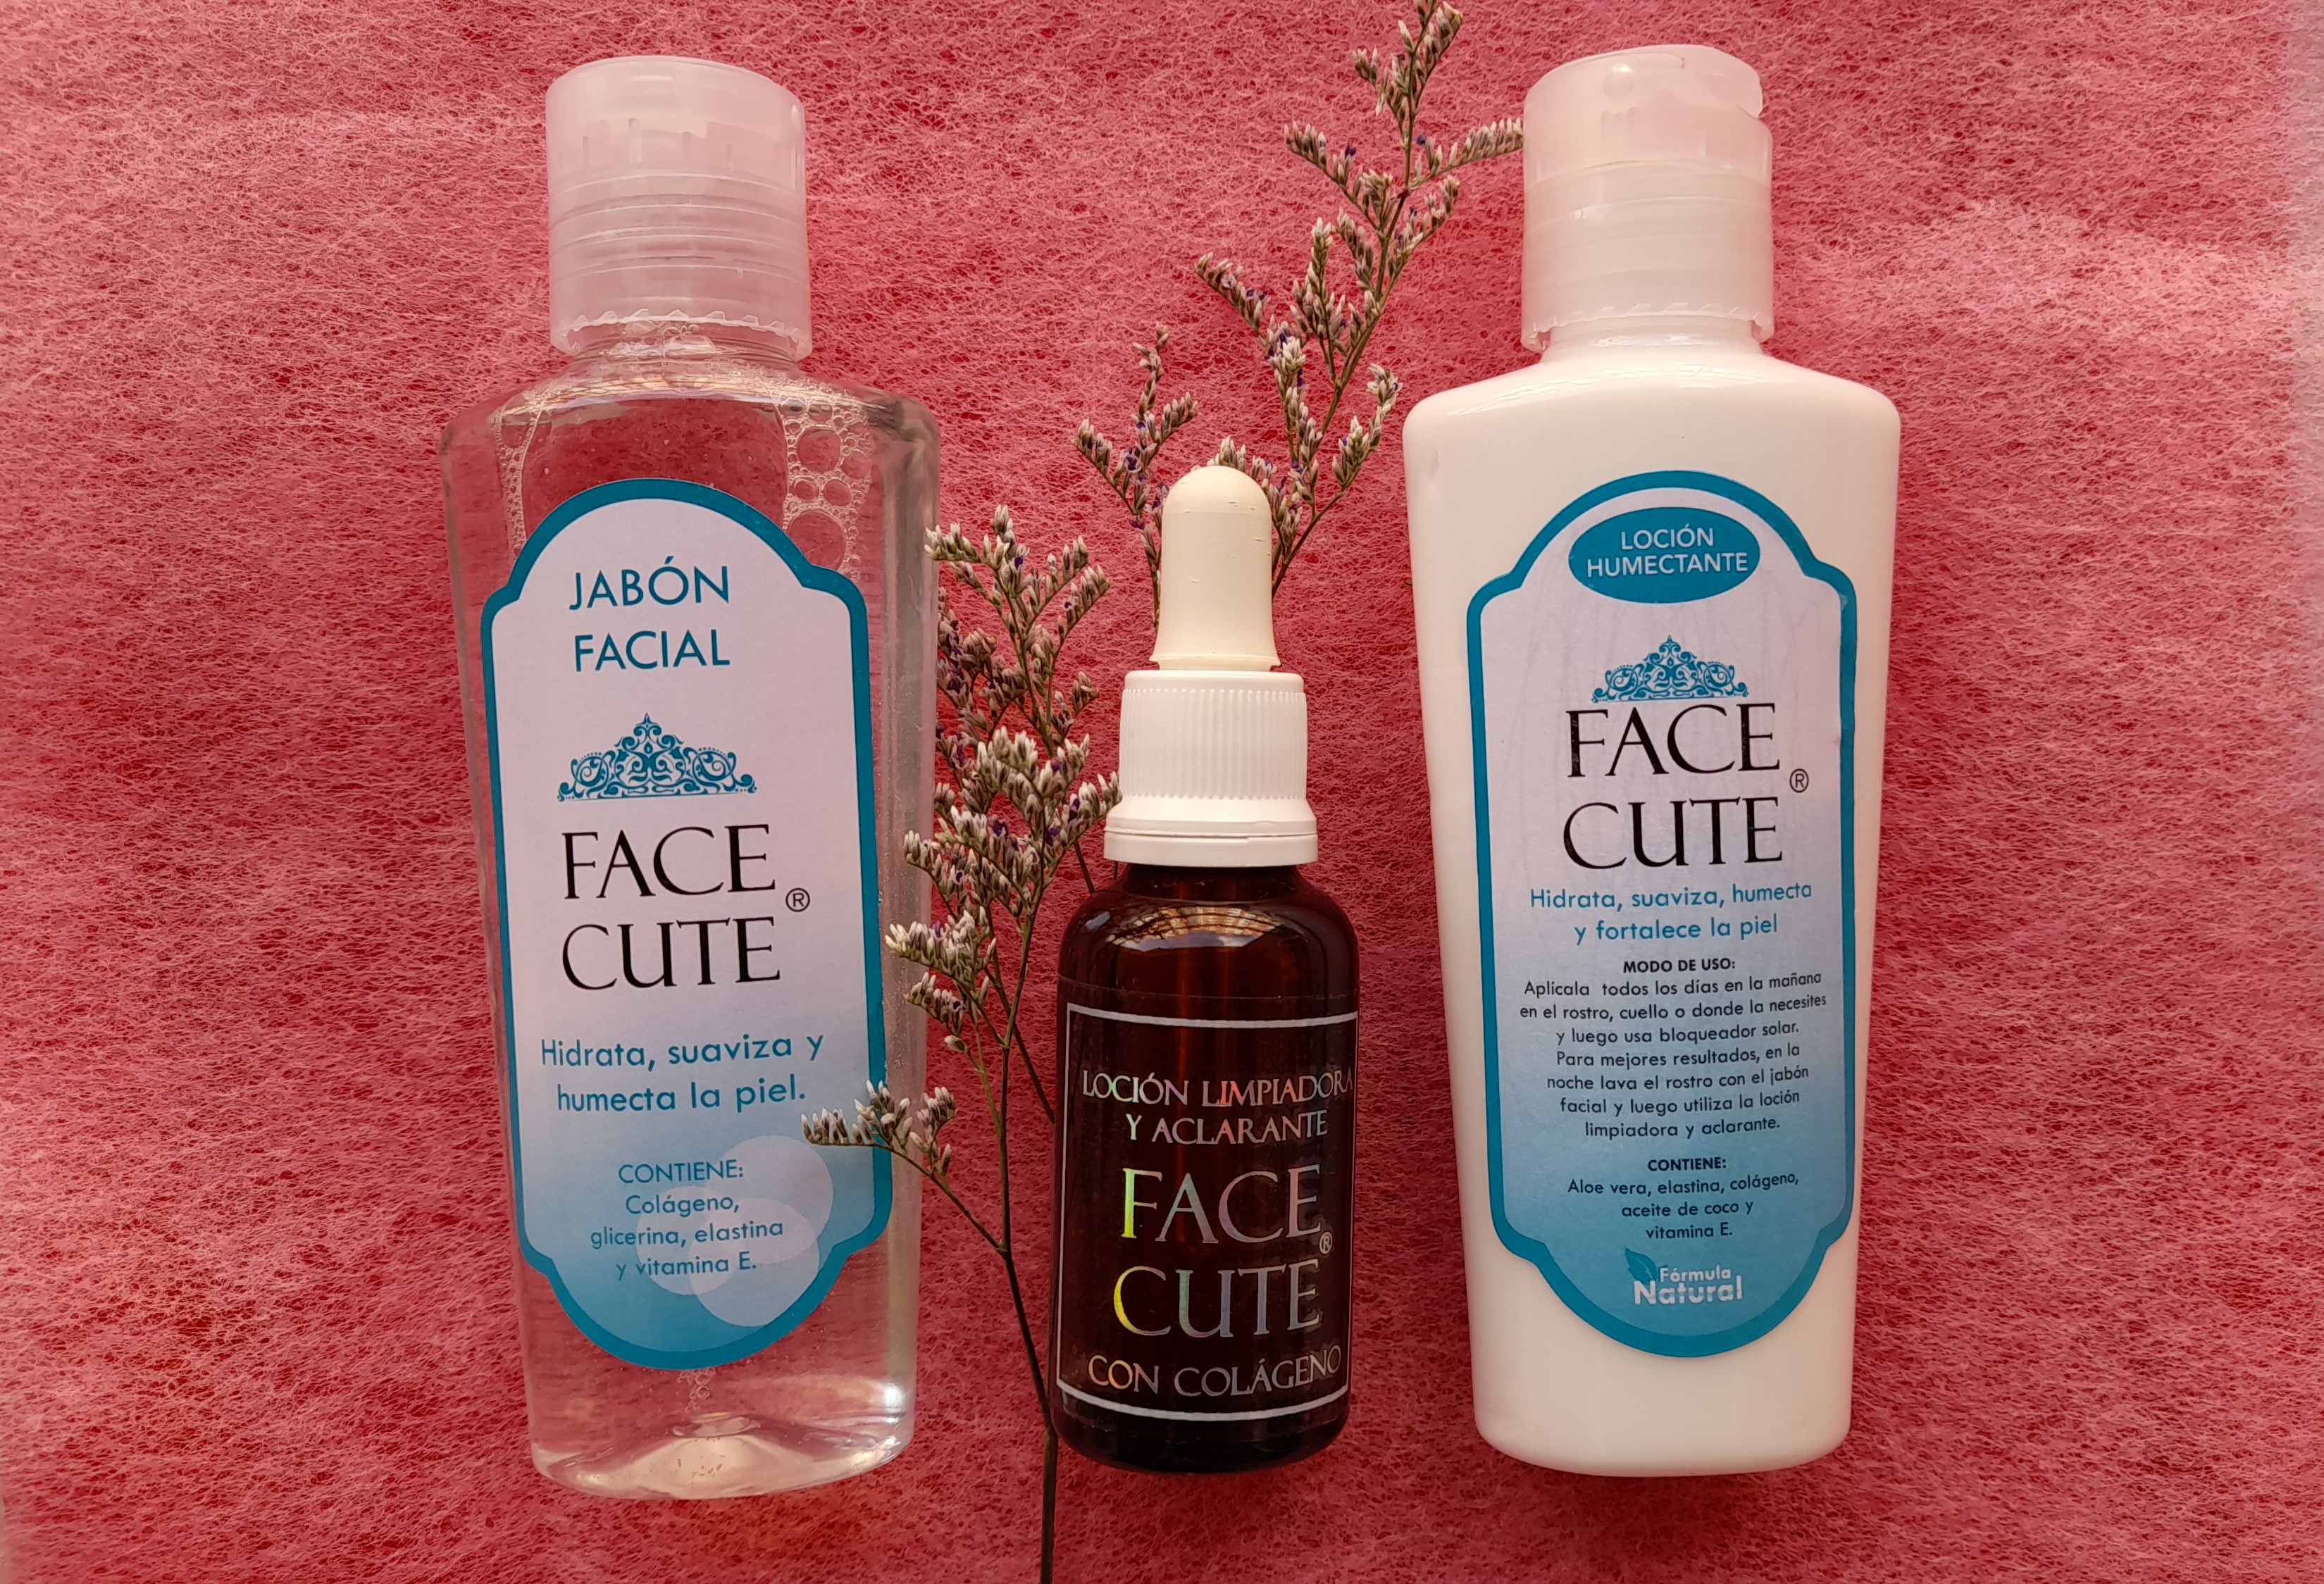 JABÓN
FACIAL
FACE
CUTE®
Hidrata, suaviza y
humecta la piel.
CONTIENE:
Colágeno,
glicerina, elastina
y vitamina E.
LOCIÓN LIMPIADORA
Y ACLARANTE
FACE
CUTE®
CON COLÁGENO
LOCIÓN
HUMECTANTE
FACE
CUTE®
Hidrata, suaviza, humecta
y fortalece la piel
MODO DE USO:
Aplícala todos los días en la mañana
en el rostro, cuello o donde la necesites
y luego usa bloqueador solar.
Para mejores resultados, en la
noche lava el rostro con el jabón
facial y luego utiliza la loción
limpiadora y aclarante.
CONTIENE:
Aloe vera, elastina, colágeno,
aceite de coco y
vitamina E.
Fórmula
Natural